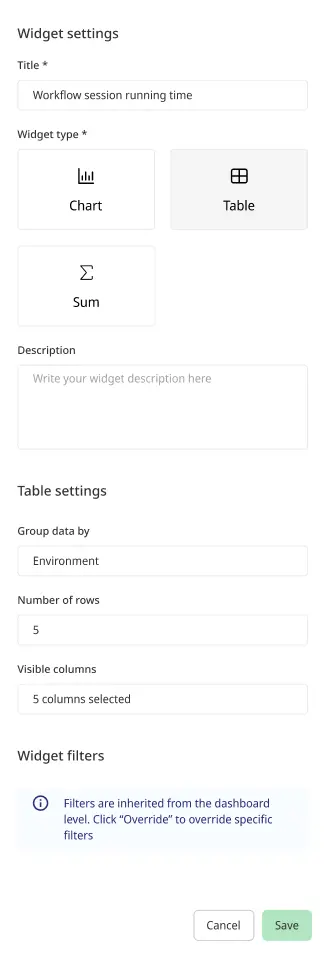 Widget settings
Title *
Workflow session running time
Widget type *
Chart
Table
Sum
Description
Write your widget description here
Table settings
Group data by
Environment
Number of rows
5
Visible columns
5 columns selected
Widget filters
Filters are inherited from the dashboard
level. Click “Override” to override specific
filters
Cancel
Save